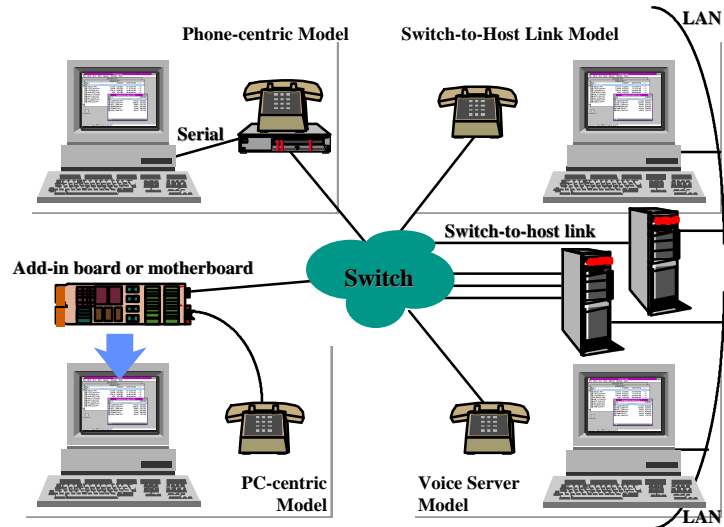 LAN
Phone-centric Model
Switch-to-Host Link Model
Serial
Switch-to-host link
Add-in board or motherboard
Switch
PC-centric
Model
Voice Server
Model
LAN